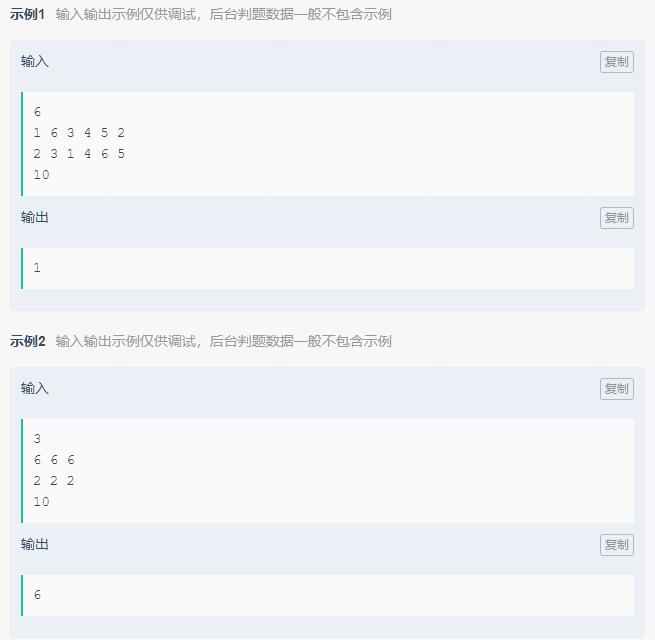 示例1 输入输出示例仅供调试，后台判题数据一般不包含示例
输入
复制
6
1 6 3 4 5 2
2 3 1 4 6 5
10
输出
复制
1
示例2 输入输出示例仅供调试，后台判题数据一般不包含示例
输入
复制
3
6 6 6
2 2 2
10
输出
复制
6